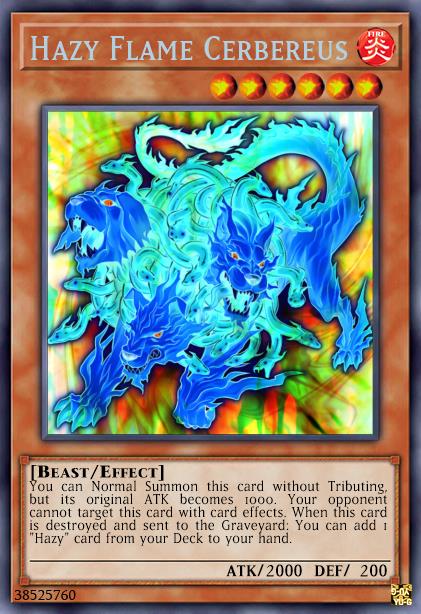 Hazy Flame Cerbereus
FIRE
炎
[Beast/Effect]
You can Normal Summon this card without Tributing,
but its original ATK becomes 1000. Your opponent
cannot target this card with card effects. When this card
is destroyed and sent to the Graveyard: You can add 1
"Hazy" card from your Deck to your hand.
ATK/2000 DEF/ 200
38525760